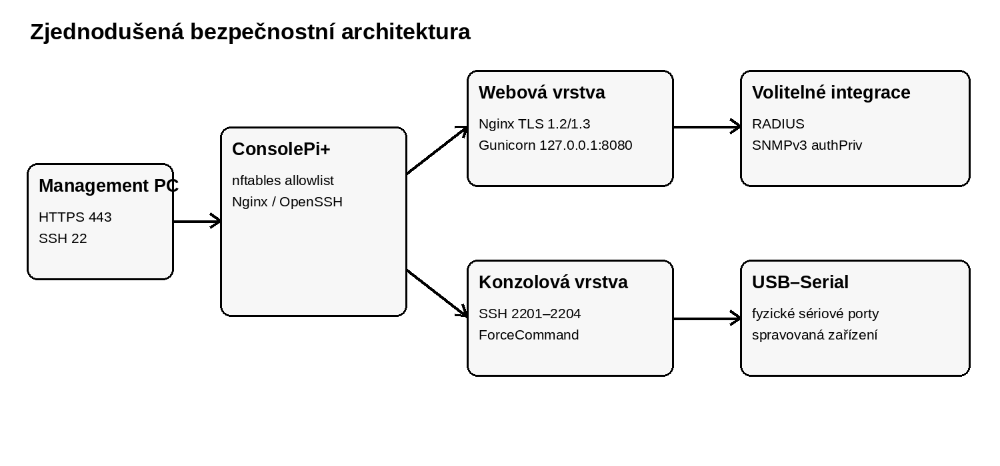 Zjednodušená bezpečnostní architektura
Management PC
HTTPS 443
SSH 22
ConsolePi+
nftables allowlist
Nginx / OpenSSH
Webová vrstva
Nginx TLS 1.2/1.3
Gunicorn 127.0.0.1:8080
Volitelné integrace
RADIUS
SNMPv3 authPriv
Konzolová vrstva
SSH 2201–2204
ForceCommand
USB–Serial
fyzické sériové porty
spravovaná zařízení